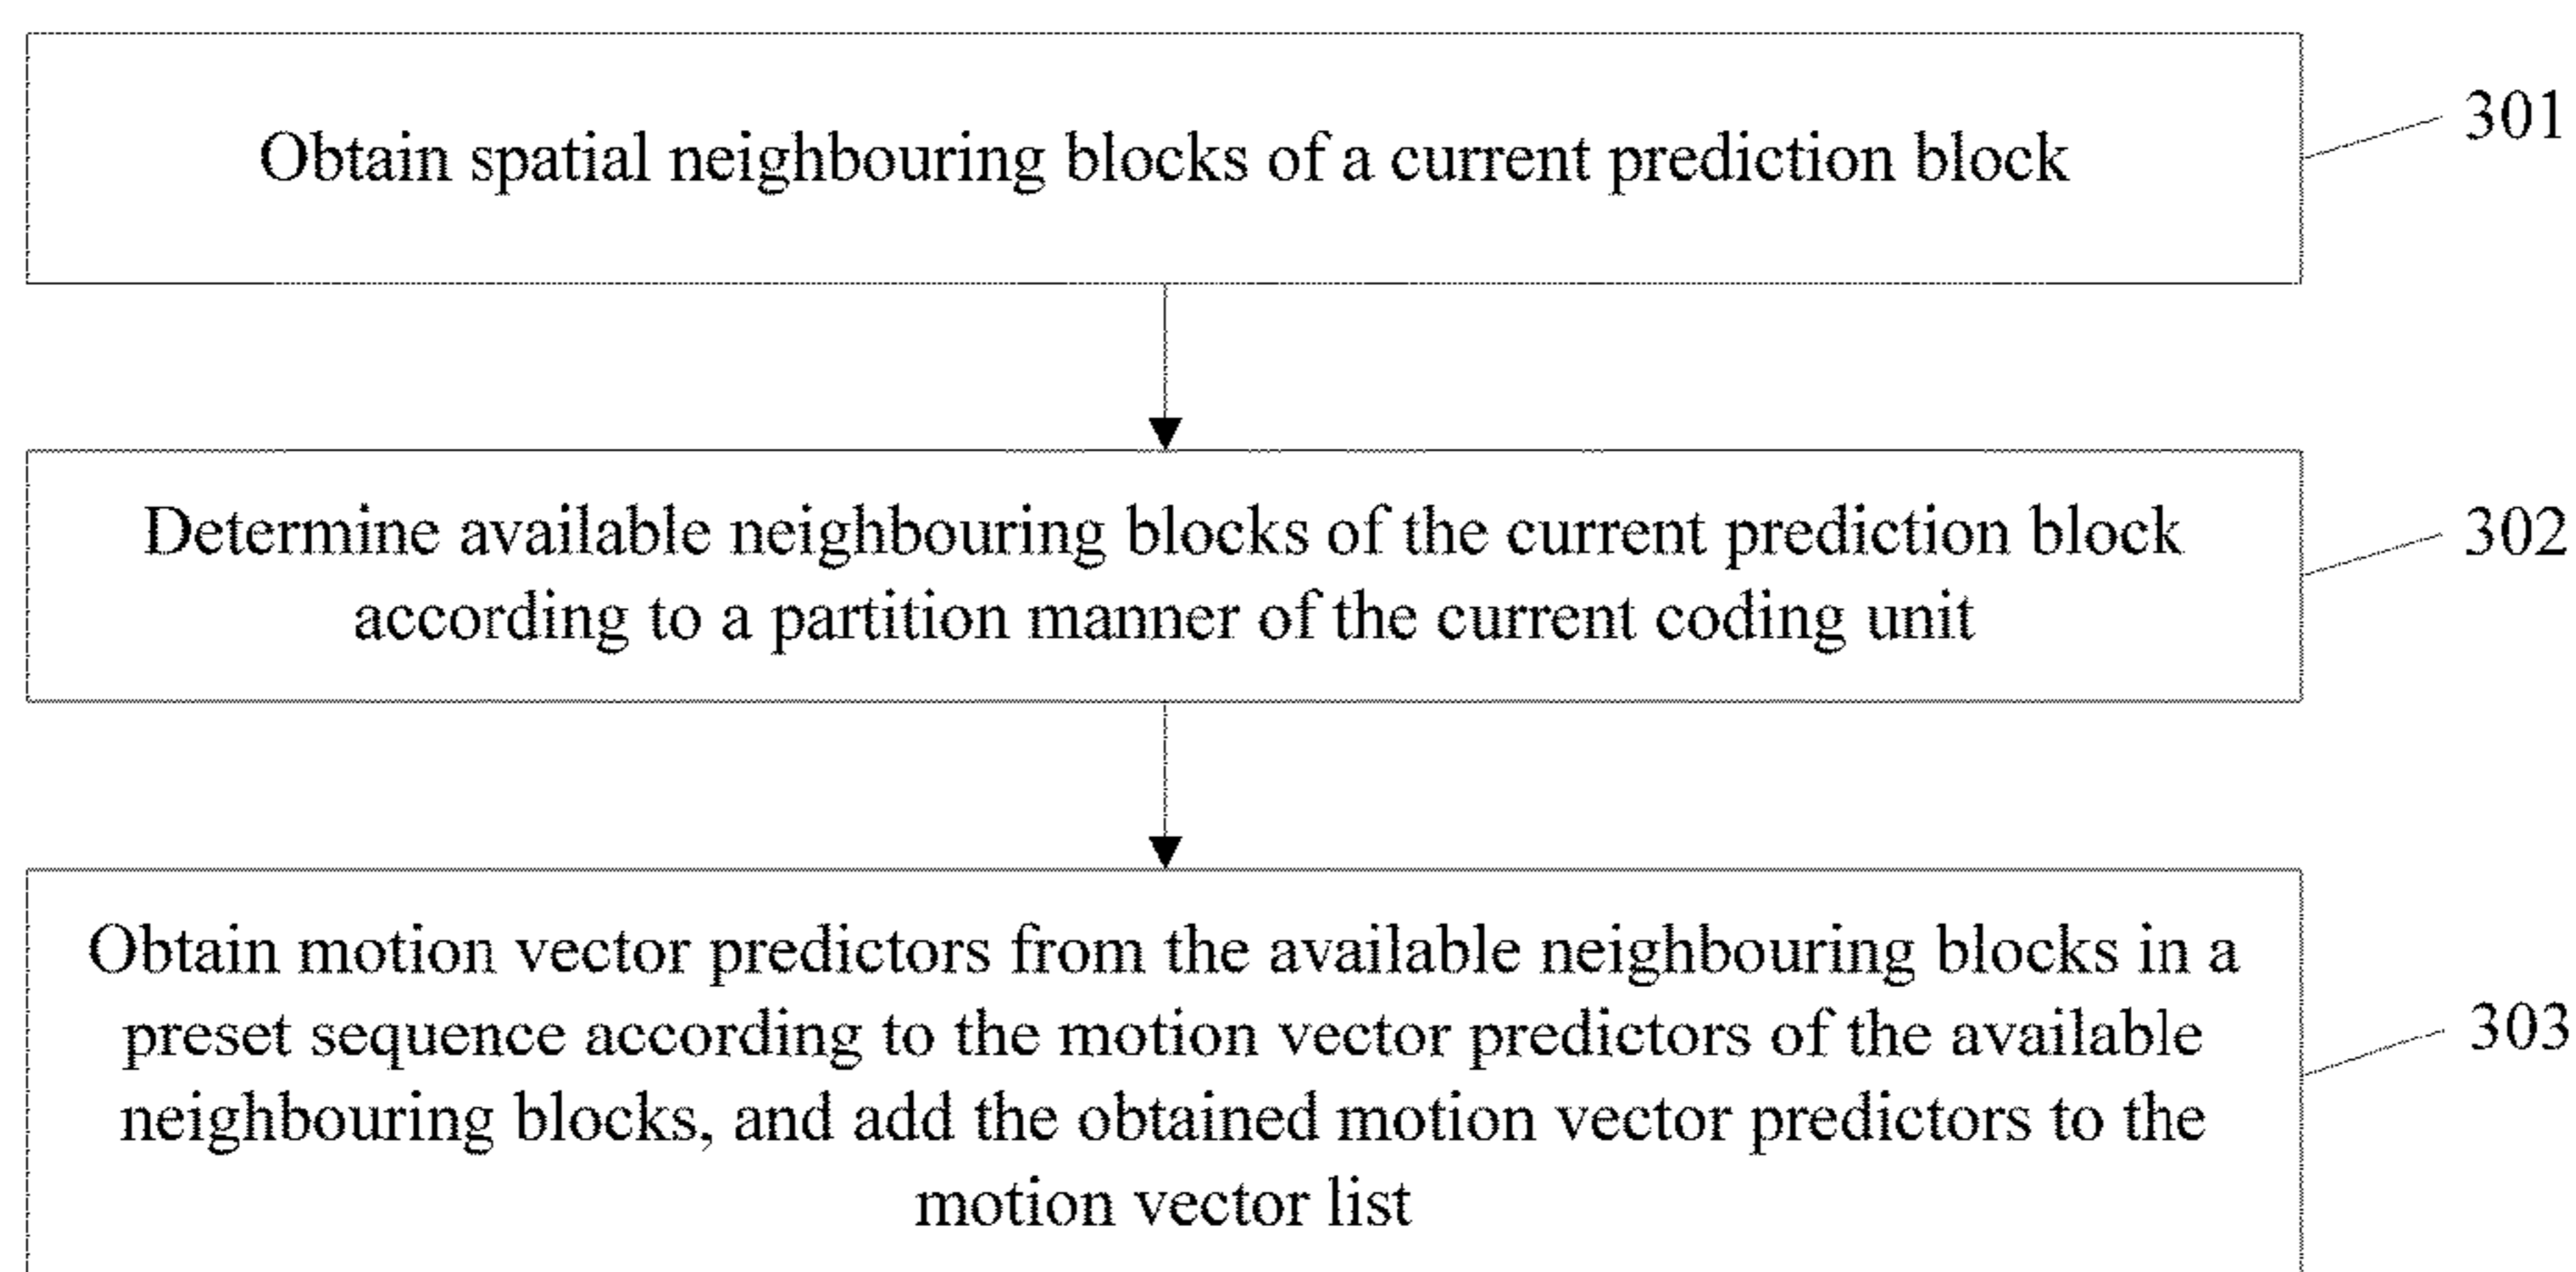 Obtain spatial neighbouring blocks of a current prediction block
301
Determine available neighbouring blocks of the current prediction block
according to a partition manner of the current coding unit
302
Obtain motion vector predictors from the available neighbouring blocks in a
preset sequence according to the motion vector predictors of the available
neighbouring blocks, and add the obtained motion vector predictors to the
motion vector list
303